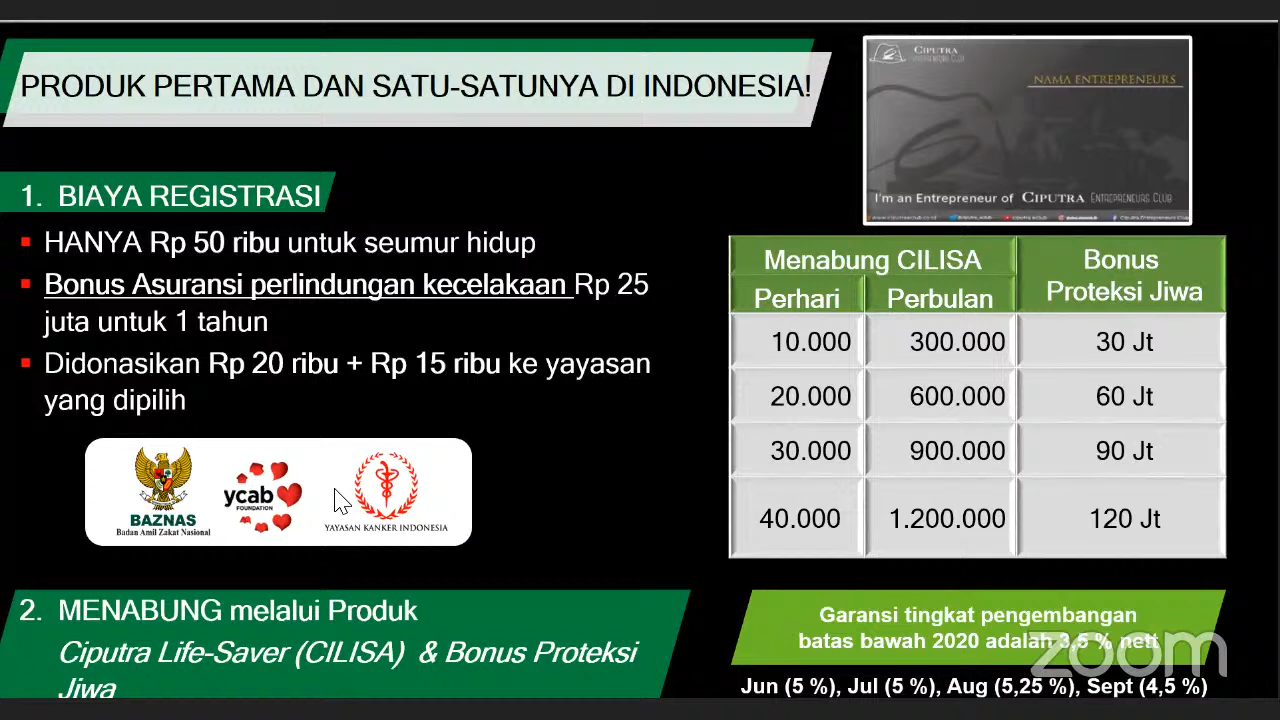 PRODUK PERTAMA DAN SATU-SATUNYA DI INDONESIA!
CIPUTRA
ENTREPRENEURS CLUB
NAMA ENTREPRENEURS
I'm an Entrepreneur of CIPUTRA ENTREPRENEURS CLUB
1. BIAYA REGISTRASI
HANYA Rp 50 ribu untuk seumur hidup
Bonus Asuransi perlindungan kecelakaan Rp 25
juta untuk 1 tahun
Didonasikan Rp 20 ribu + Rp 15 ribu ke yayasan
yang dipilih
BAZNAS
Badan Amil Zakat Nasional
ycab
FOUNDATION
YAYASAN KANKER INDONESIA
Menabung CILISA
Bonus
Proteksi Jiwa
Perhari Perbulan
10.000 300.000 30 Jt
20.000 600.000 60 Jt
30.000 900.000 90 Jt
40.000 1.200.000 120 Jt
2. MENABUNG melalui Produk
Ciputra Life-Saver (CILISA) & Bonus Proteksi
Jiwa
Garansi tingkat pengembangan
batas bawah 2020 adalah 3,5 % nett
Jun (5 %), Jul (5 %), Aug (5,25 %), Sept (4,5 %)
zoom